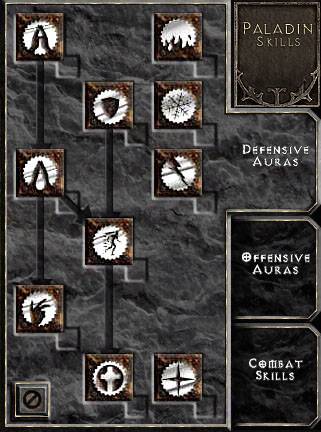 PALADIN
SKILLS
DEFENSIVE
AURAS
OFFENSIVE
AURAS
COMBAT
SKILLS